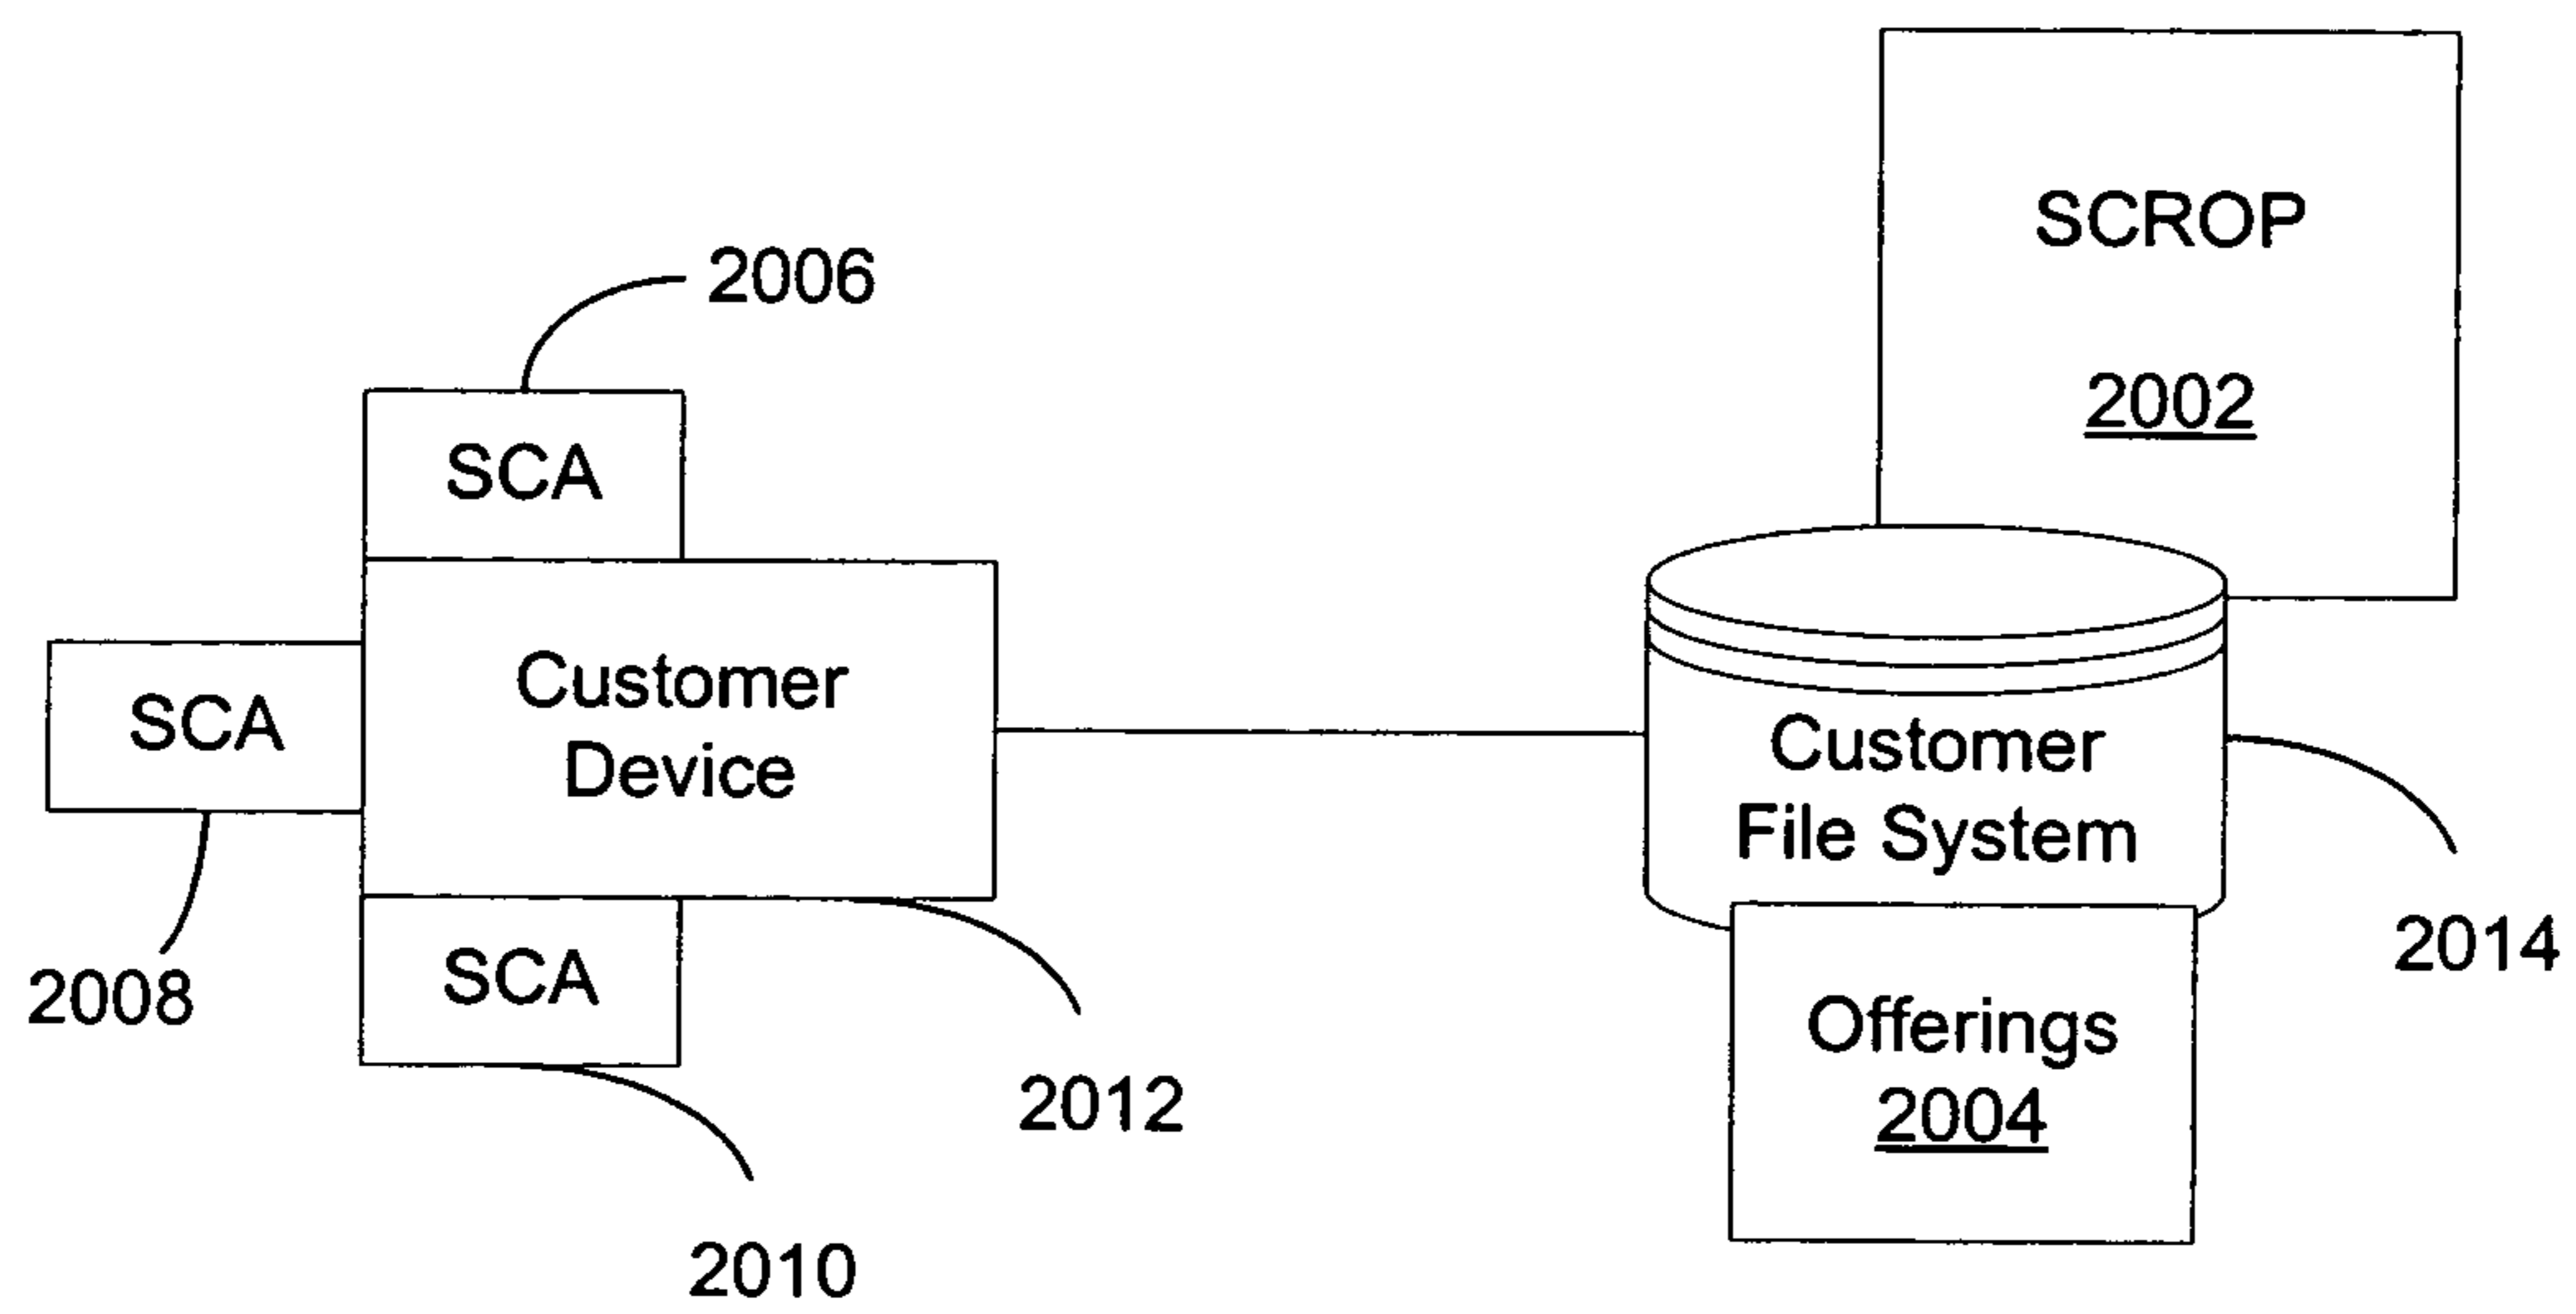 SCROP
2002
2006
SCA
Customer
Device
SCA
2008
SCA
2010
2012
Customer
File System
2014
Offerings
2004